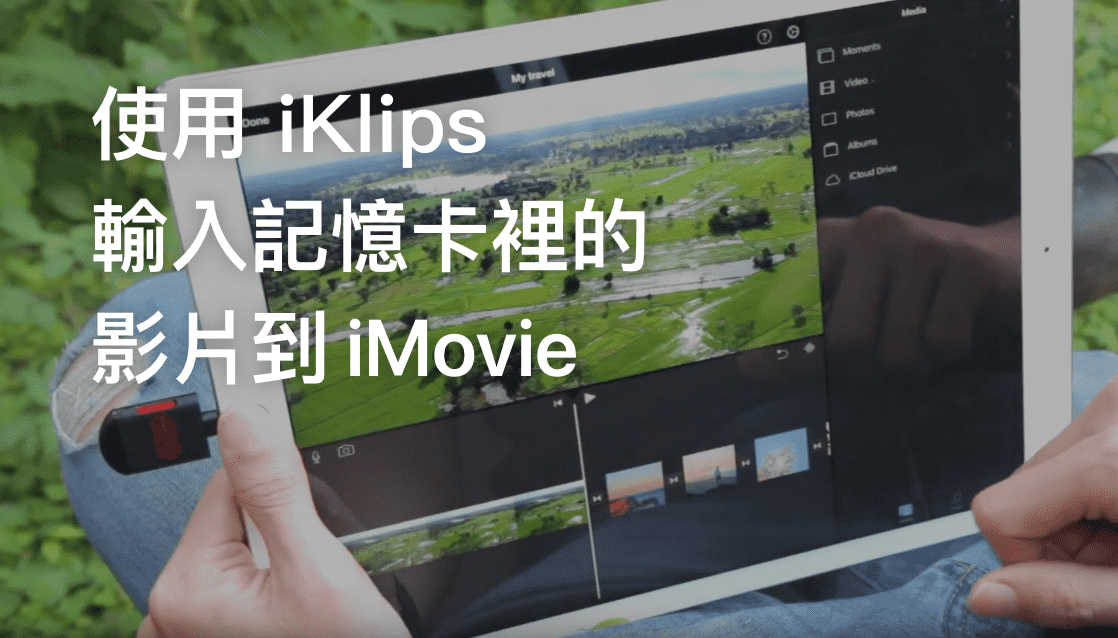 使用 iKlips
輸入記憶卡裡的
影片到 iMovie
Done
My travel
Media
Moments
Video
Photos
Albums
iCloud Drive